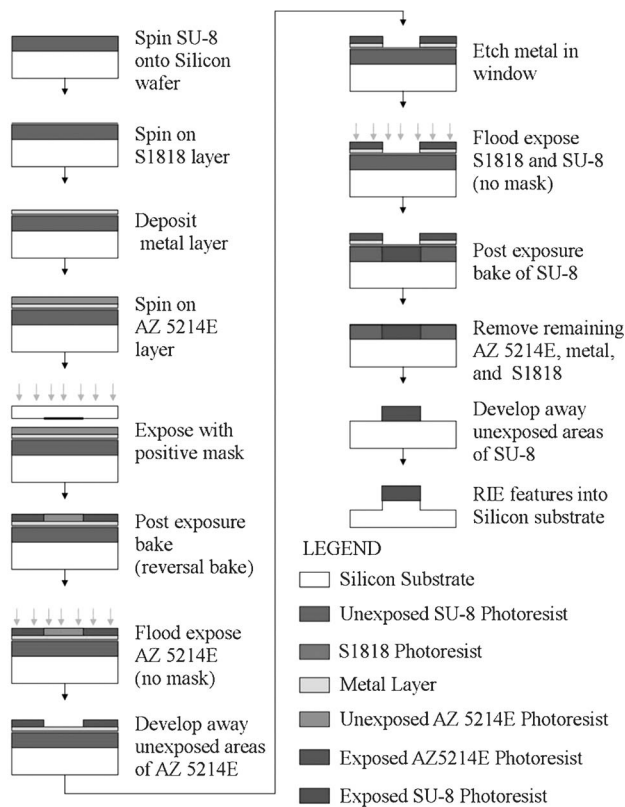 Spin SU-8
onto Silicon
wafer
Spin on
S1818 layer
Deposit
metal layer
Spin on
AZ 5214E
layer
Expose with
positive mask
Post exposure
bake
(reversal bake)
Flood expose
AZ 5214E
(no mask)
Develop away
unexposed areas
of AZ 5214E
Etch metal in
window
Flood expose
S1818 and SU-8
(no mask)
Post exposure
bake of SU-8
Remove remaining
AZ 5214E, metal,
and S1818
Develop away
unexposed areas
of SU-8
RIE features into
Silicon substrate
LEGEND
Silicon Substrate
Unexposed SU-8 Photoresist
S1818 Photoresist
Metal Layer
Unexposed AZ 5214E Photoresist
Exposed AZ5214E Photoresist
Exposed SU-8 Photoresist